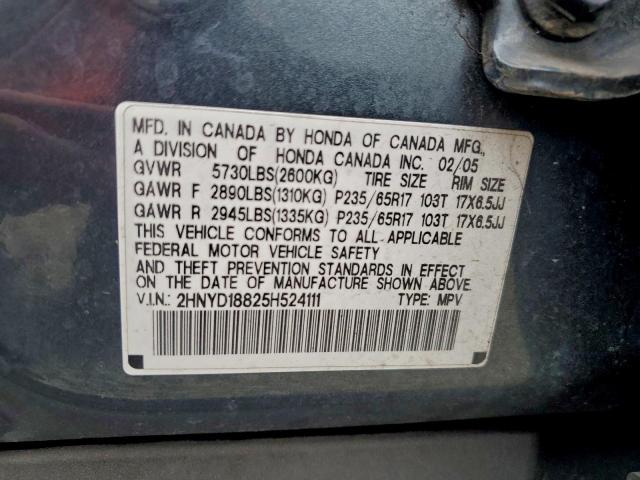 MFD. IN CANADA BY HONDA OF CANADA MFG.,
A DIVISION OF HONDA CANADA INC. 02/05
GVWR 5730LBS(2600KG) TIRE SIZE RIM SIZE
GAWR F 2890LBS(1310KG) P235/65R17 103T 17X6.5JJ
GAWR R 2945LBS(1335KG) P235/65R17 103T 17X6.5JJ
THIS VEHICLE CONFORMS TO ALL APPLICABLE
FEDERAL MOTOR VEHICLE SAFETY
AND THEFT PREVENTION STANDARDS IN EFFECT ON
THE DATE OF MANUFACTURE SHOWN ABOVE.
V.I.N.: 2HNYD18825H524111 TYPE: MPV